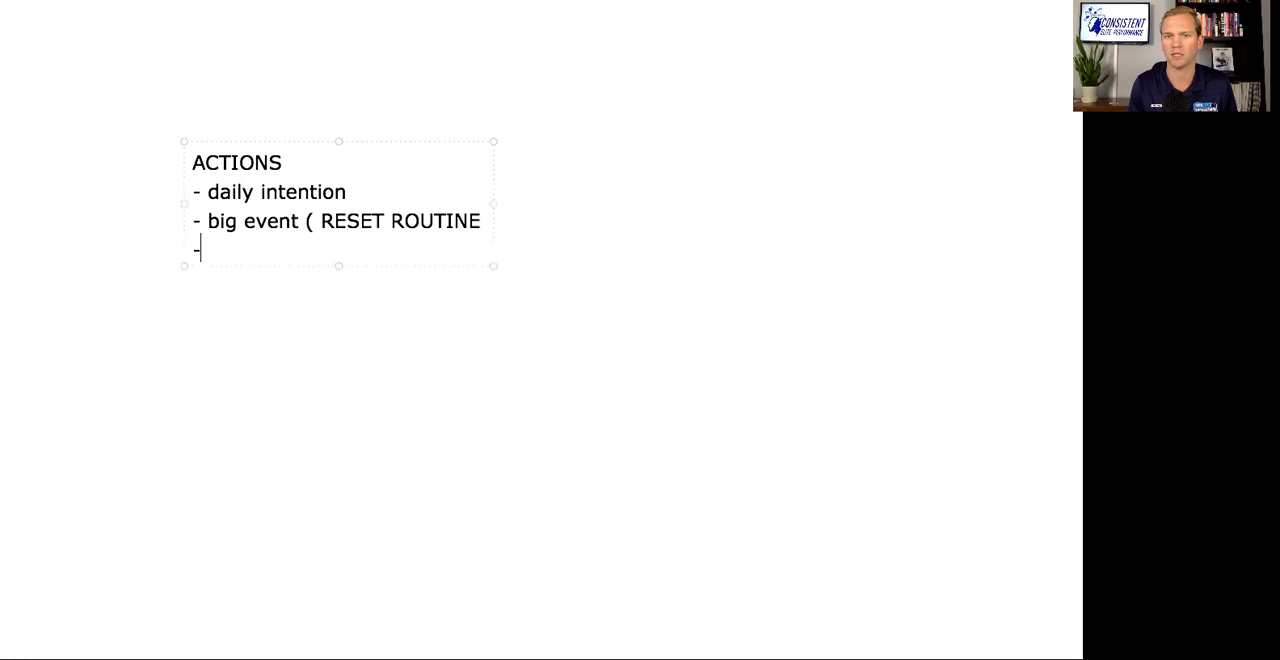 CONSISTENT
ELITE PERFORMANCE
ACTIONS
- daily intention
- big event ( RESET ROUTINE
-